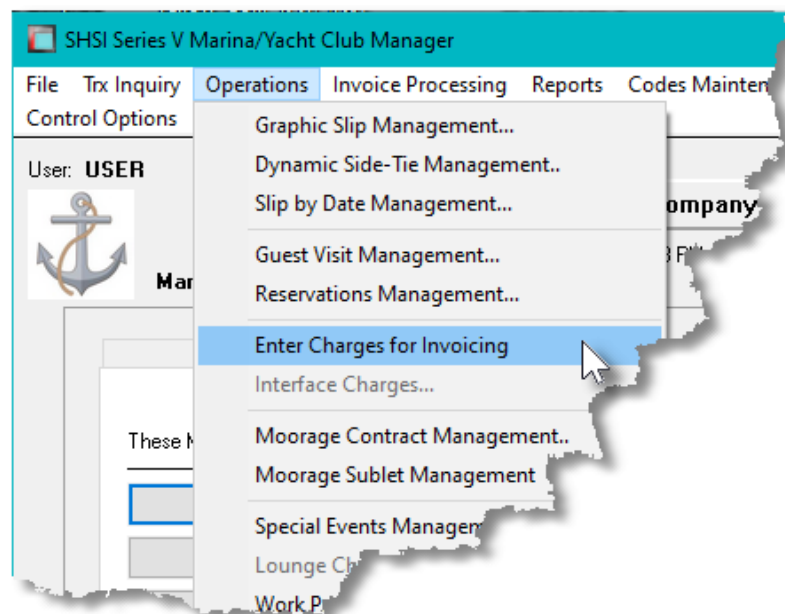 SHSI Series V Marina/Yacht Club Manager
File Trx Inquiry Operations Invoice Processing Reports Codes Mainten
Control Options
Graphic Slip Management...
Dynamic Side-Tie Management..
User: USER
Slip by Date Management...
ompany
Guest Visit Management...
Mar
Reservations Management...
Enter Charges for Invoicing
Interface Charges...
Moorage Contract Management..
These M
Moorage Sublet Management
Special Events Managem
Lounge Ch
Work P